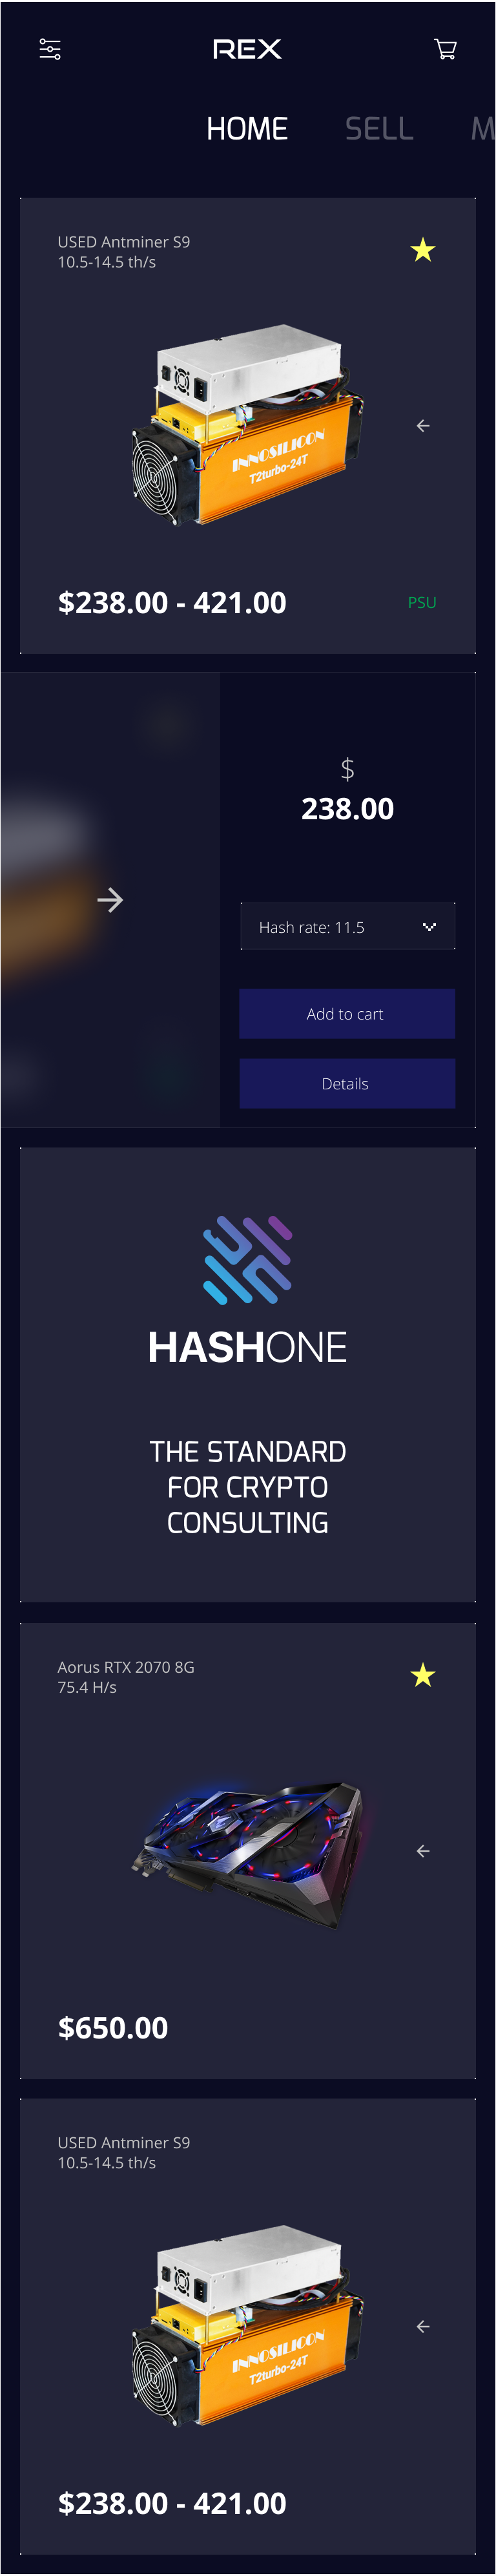 REX
HOME SELL M
USED Antminer S9
10.5-14.5 th/s
INNOSILICON
T2turbo-24T
$238.00 - 421.00
PSU
$
238.00
Hash rate: 11.5
Add to cart
Details
HASHONE
THE STANDARD
FOR CRYPTO
CONSULTING
Aorus RTX 2070 8G
75.4 H/s
$650.00
USED Antminer S9
10.5-14.5 th/s
INNOSILICON
T2turbo-24T
$238.00 - 421.00